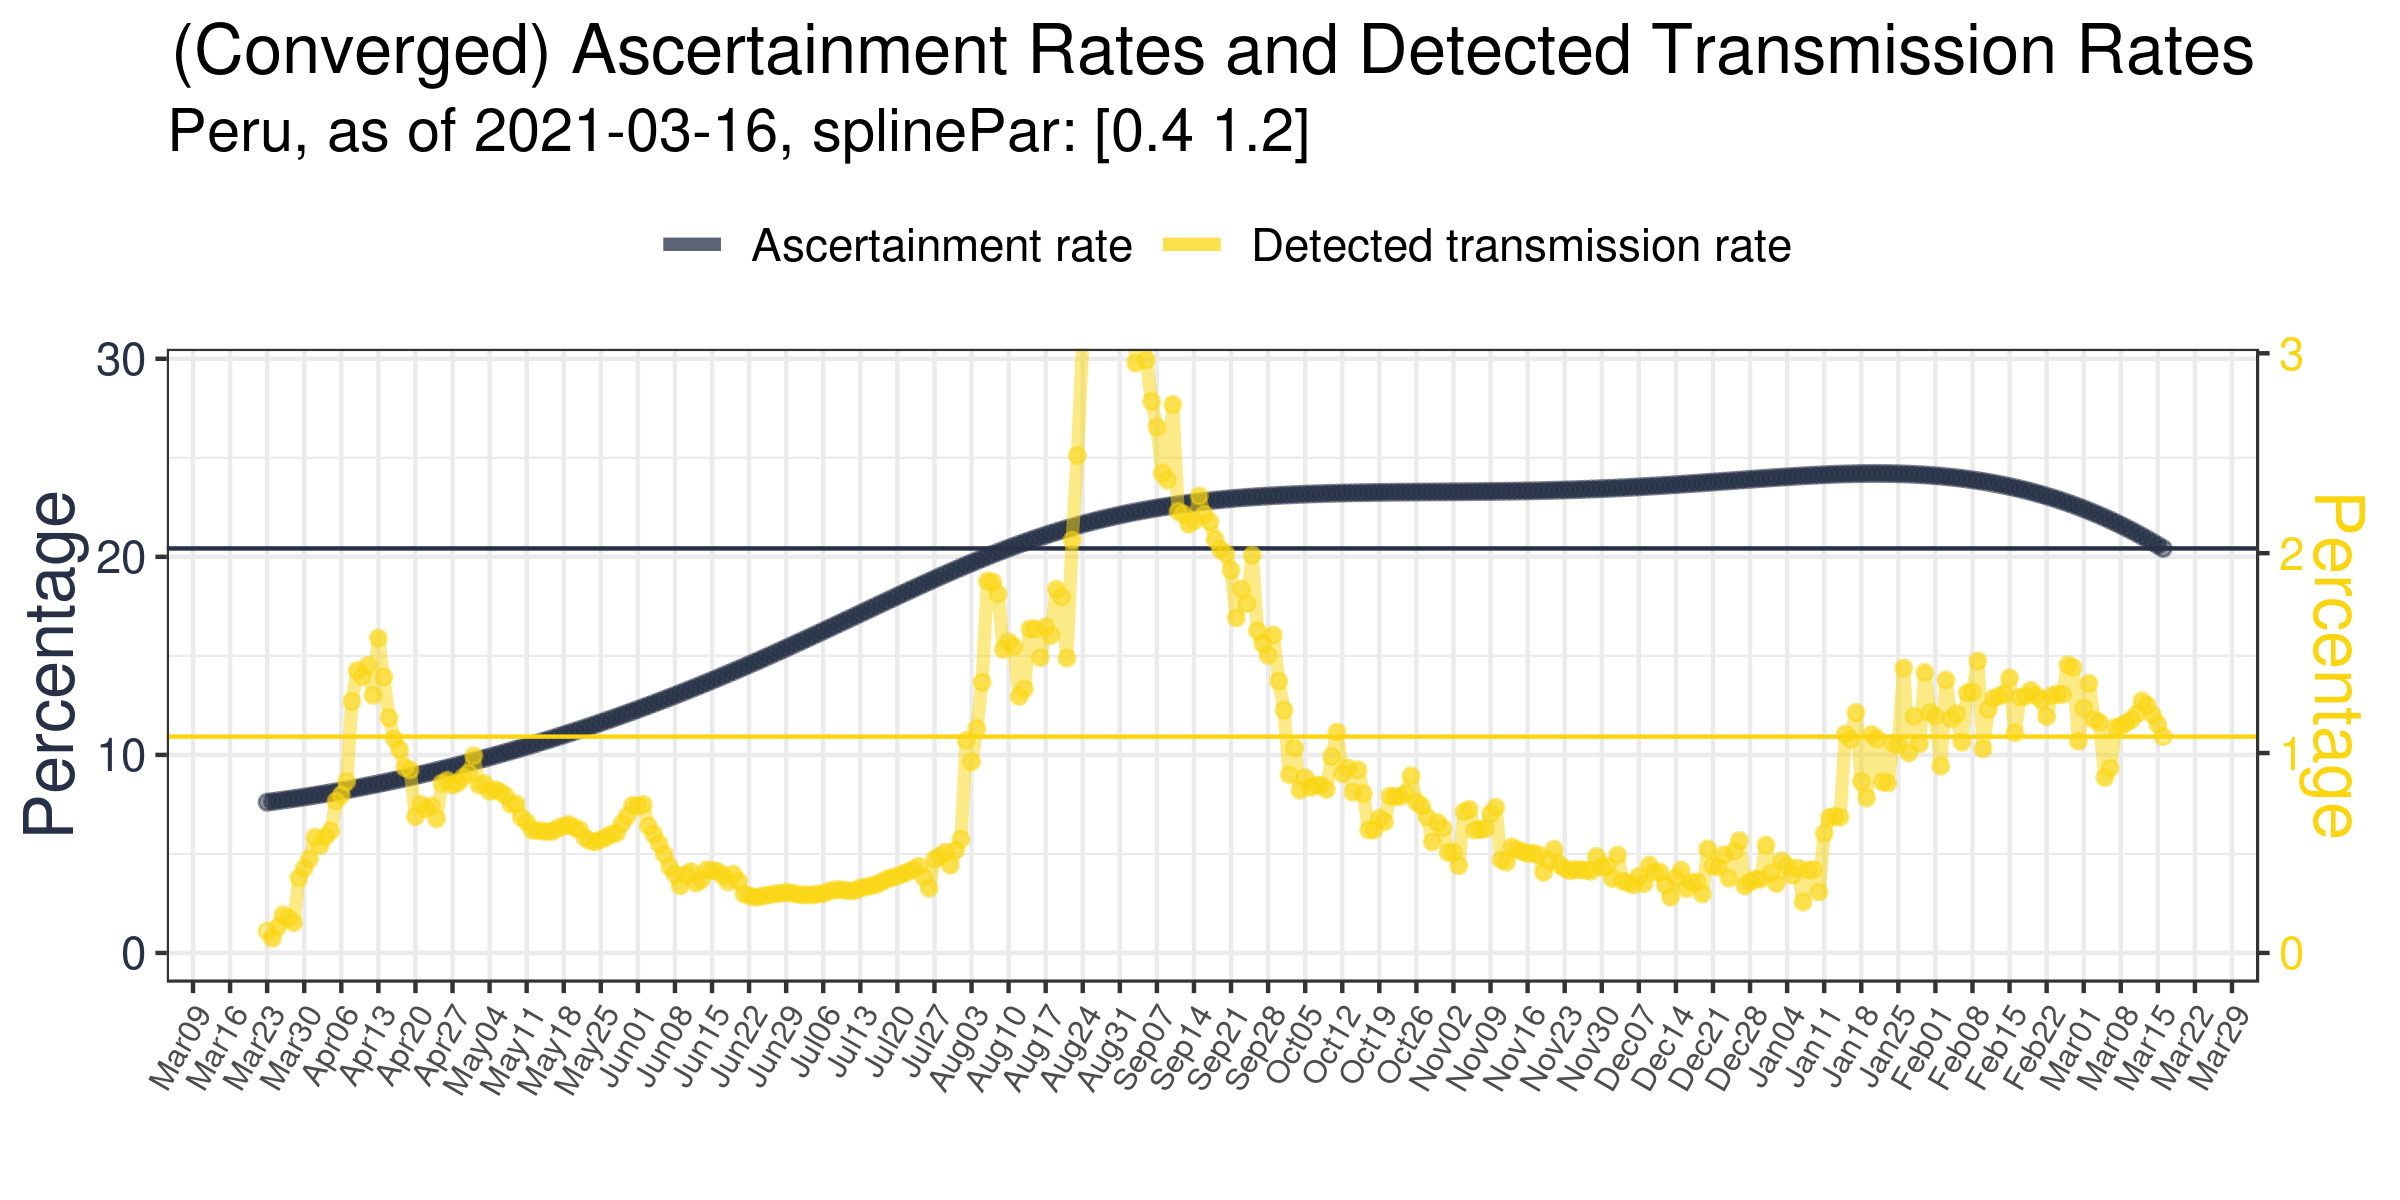 (Converged) Ascertainment Rates and Detected Transmission Rates
Peru, as of 2021-03-16, splinePar: [0.4 1.2]
Ascertainment rate Detected transmission rate
Percentage
30
20
10
0
3
2
1
0
Percentage
Mar09 Mar16 Mar23 Mar30 Apr06 Apr13 Apr20 Apr27 May04 May11 May18 May25 Jun01 Jun08 Jun15 Jun22 Jun29 Jul06 Jul13 Jul20 Jul27 Aug03 Aug10 Aug17 Aug24 Aug31 Sep07 Sep14 Sep21 Sep28 Oct05 Oct12 Oct19 Oct26 Nov02 Nov09 Nov16 Nov23 Nov30 Dec07 Dec14 Dec21 Dec28 Jan04 Jan11 Jan18 Jan25 Feb01 Feb08 Feb15 Feb22 Mar01 Mar08 Mar15 Mar22 Mar29